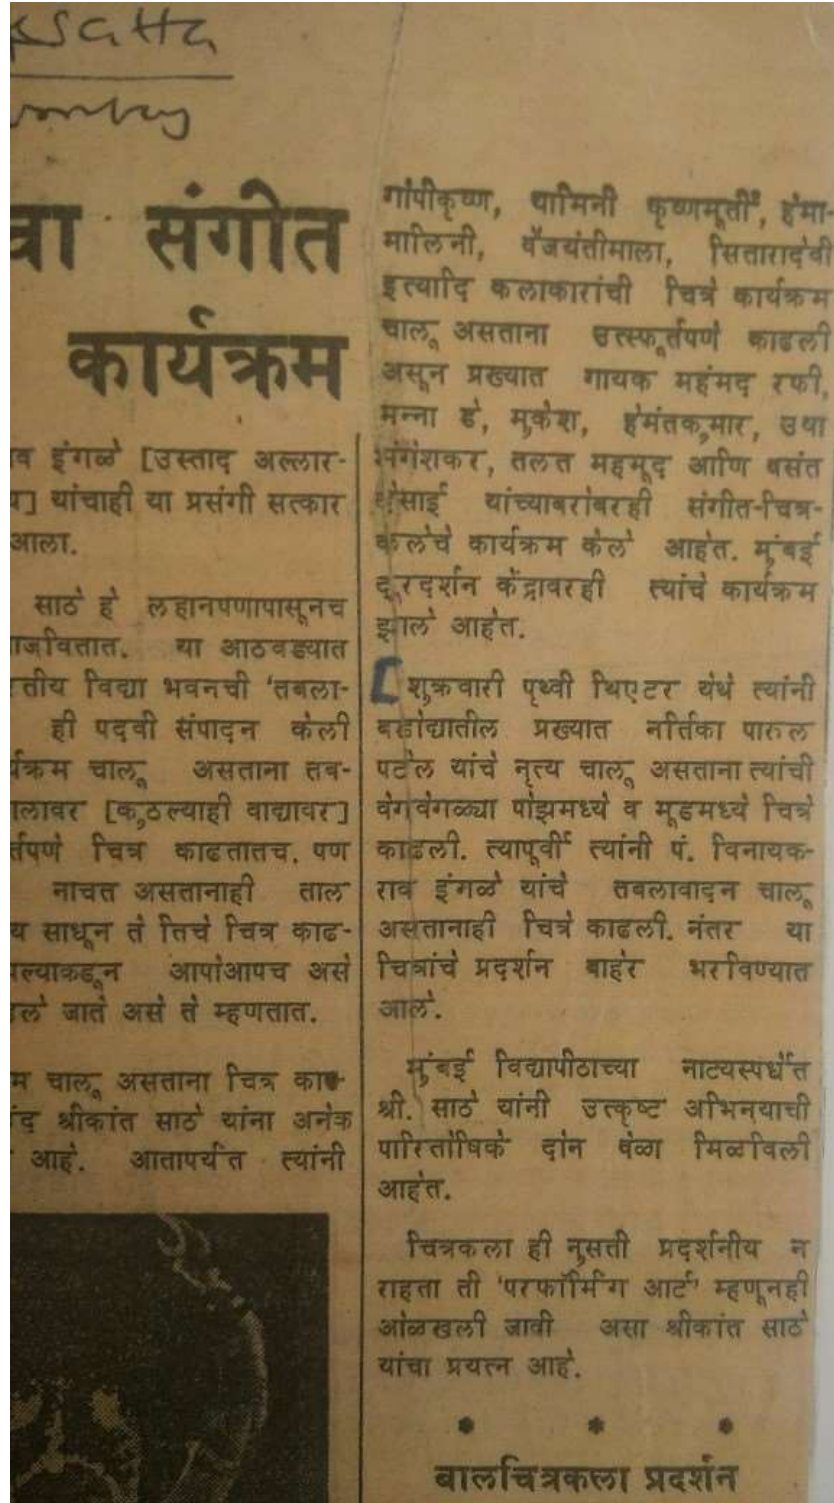 संगीत
कार्यक्रम
व इंगळे [उस्ताद अल्लार-
य] यांचाही या प्रसंगी सत्कार
आला.
साठे हे लहानपणापासूनच
या आठवड्यात
तीय विद्या भवनची 'तबला-
ही पदवी संपादन केली
चालू असताना तब-
[कुठल्याही वाद्यावर]
चित्र काढतातच. पण
नाचत असतानाही ताल
य साधून ते तिचे चित्र काढ-
आपोआपच असे
जाते असे ते म्हणतात.
चालू असताना चित्र काढ-
श्रीकांत साठे यांना अनेक
आहे. आतापर्यंत त्यांनी
गोपीकृष्ण, यामिनी कृष्णमूर्ती, हेमा-
मालिनी, वैजयंतीमाला, सितारादेवी
इत्यादि कलाकारांची चित्रे कार्यक्रम
चालू असताना उत्स्फूर्तपणे काढली
असून प्रख्यात गायक महंमद रफी,
मन्ना डे, मुकेश, हेमंतकुमार, उषा
मंगेशकर, तलत महमूद आणि वसंत
देसाई यांच्याबरोबरही संगीत-चित्र-
कलेचे कार्यक्रम केले आहेत. मुंबई
दूरदर्शन केंद्रावरही त्यांचे कार्यक्रम
झाले आहेत.
शुक्रवारी पृथ्वी थिएटर येथे त्यांनी
बडोद्यातील प्रख्यात नर्तिका पारुल
पटेल यांचे नृत्य चालू असताना त्यांची
वेगवेगळ्या पोझमध्ये व मूडमध्ये चित्रे
काढली. त्यापूर्वी त्यांनी पं. विनायक-
राव इंगळे यांचे तबलावादन चालू
असतानाही चित्रे काढली. नंतर या
चित्रांचे प्रदर्शन बाहेर भरविण्यात
आले.
मुंबई विद्यापीठाच्या नाट्यस्पर्धेत
श्री. साठे यांनी उत्कृष्ट अभिनयाची
पारितोषिके दोन वेळा मिळविली
आहेत.
चित्रकला ही नुसती प्रदर्शनीय न
राहता ती 'परफॉर्मिंग आर्ट' म्हणूनही
ओळखली जावी असा श्रीकांत साठे
यांचा प्रयत्न आहे.
बालचित्रकला प्रदर्शन